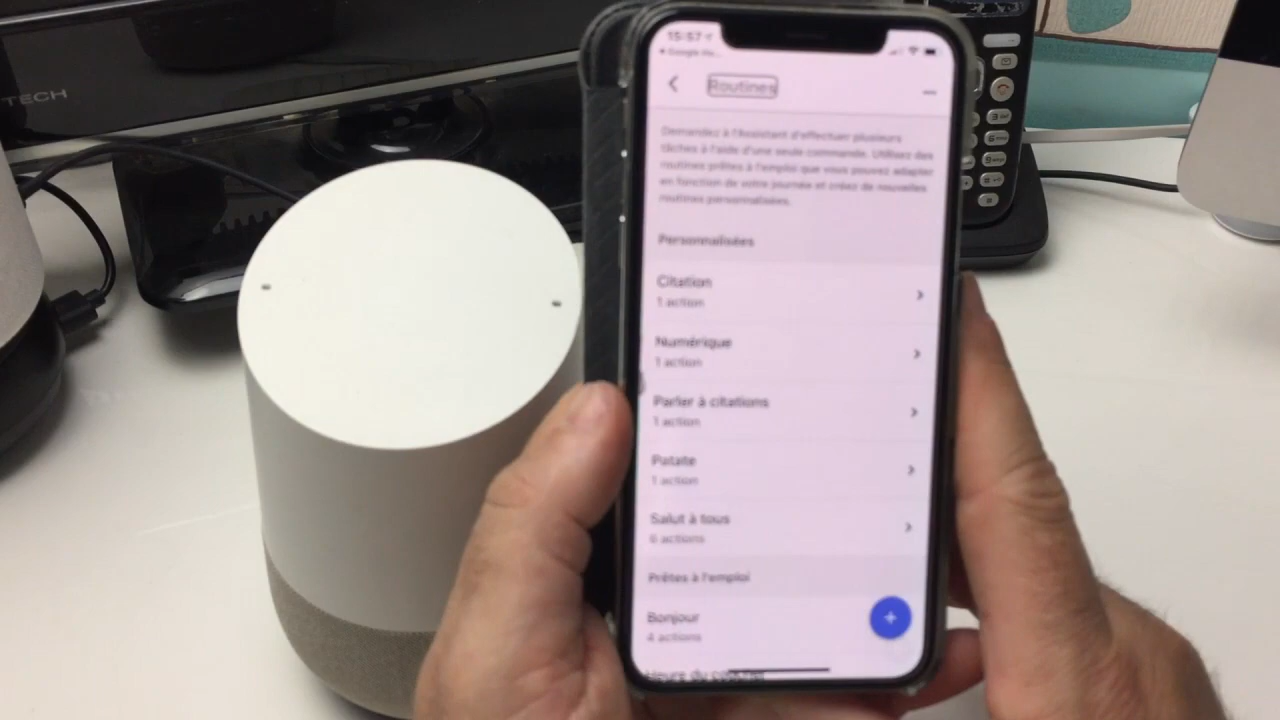 TECH
15:57
Routines
Demandez à l'Assistant d'effectuer plusieurs
tâches à l'aide d'une seule commande. Utilisez des
routines prêtes à l'emploi que vous pouvez adapter
en fonction de votre journée et créez de nouvelles
routines personnalisées.
Personnalisées
Citation
1 action
Numérique
1 action
Parler à citations
1 action
Patate
1 action
Salut à tous
6 actions
Prêtes à l'emploi
Bonjour
4 actions